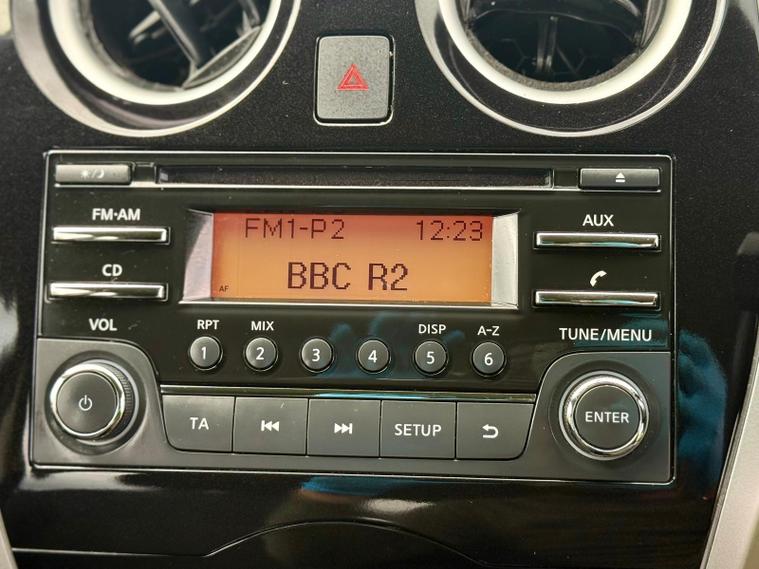 FM·AM
AUX
FM1-P2 12:23
CD
BBC R2
AF
VOL
RPT MIX DISP A-Z
TUNE/MENU
1 2 3 4 5 6
TA SETUP ENTER